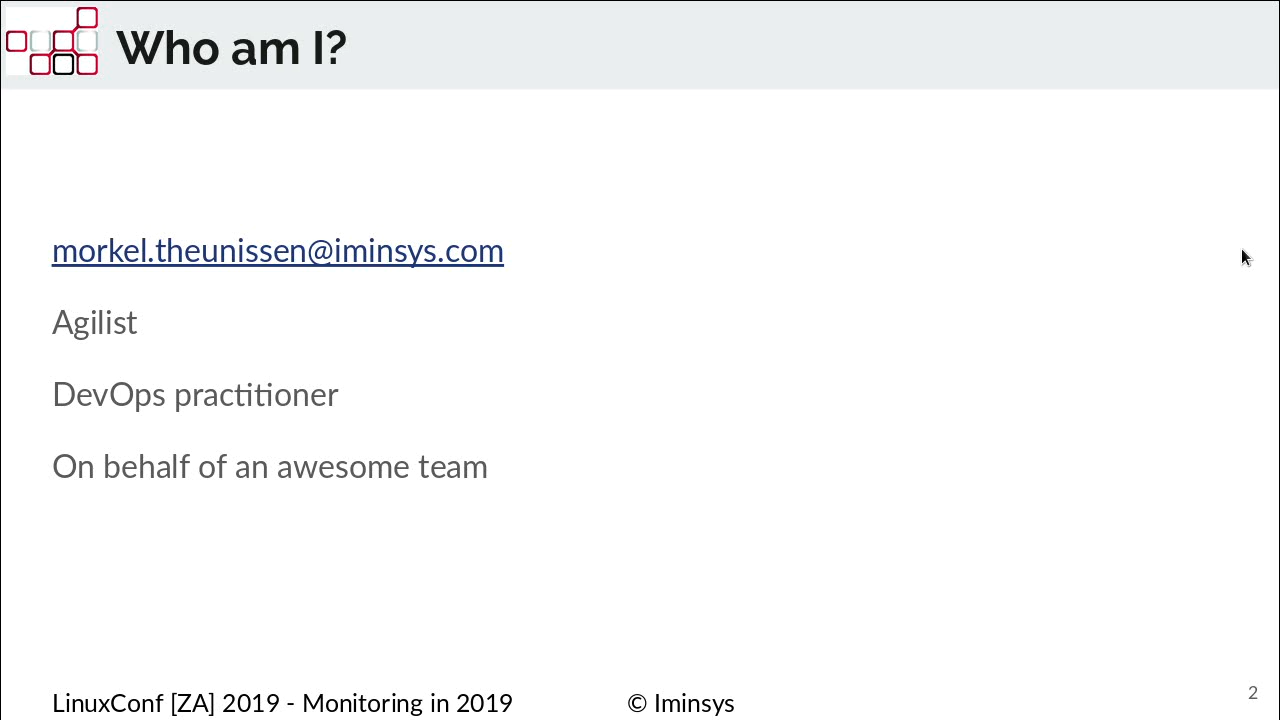 Who am I?
morkel.theunissen@iminsys.com
Agilist
DevOps practitioner
On behalf of an awesome team
LinuxConf [ZA] 2019 - Monitoring in 2019
© Iminsys
2